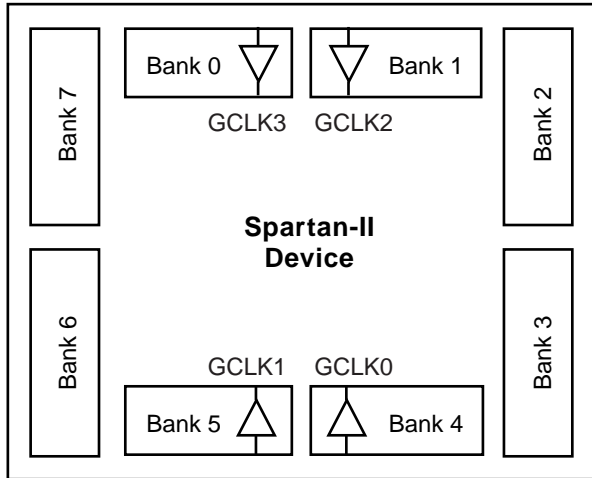 Bank 0
Bank 1
GCLK3
GCLK2
Bank 7
Bank 2
Spartan-II
Device
Bank 6
Bank 3
GCLK1
GCLK0
Bank 5
Bank 4